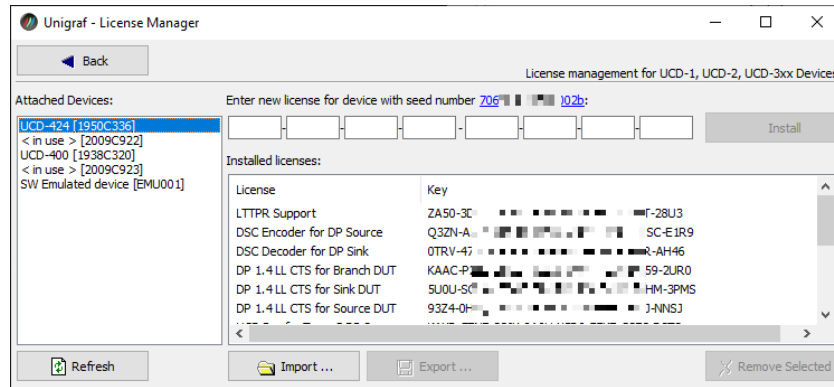 Unigraf - License Manager
Back
License management for UCD-1, UCD-2, UCD-3xx Devices
Attached Devices:
Enter new license for device with seed number
UCD-424 [1950C336]
< in use > [2009C922]
UCD-400 [1938C320]
< in use > [2009C923]
SW Emulated device [EMU001]
- - - - - - -
Install
Installed licenses:
License Key
LTTPR Support
DSC Encoder for DP Source
DSC Decoder for DP Sink
DP 1.4 LL CTS for Branch DUT
DP 1.4 LL CTS for Sink DUT
DP 1.4 LL CTS for Source DUT
Refresh
Import ...
Export ...
Remove Selected